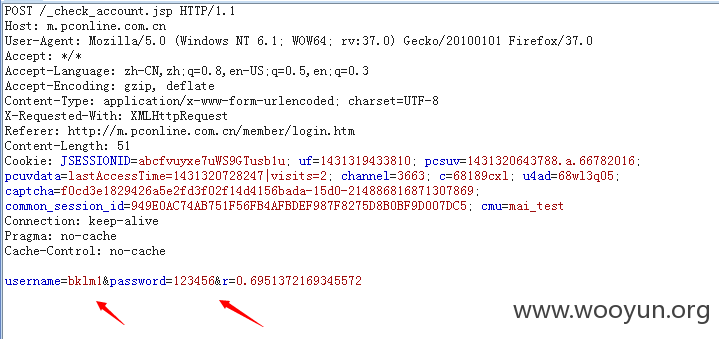 POST /_check_account.jsp HTTP/1.1
Host: m.pconline.com.cn
User-Agent: Mozilla/5.0 (Windows NT 6.1; WOW64; rv:37.0) Gecko/20100101 Firefox/37.0
Accept: */*
Accept-Language: zh-CN,zh;q=0.8,en-US;q=0.5,en;q=0.3
Accept-Encoding: gzip, deflate
Content-Type: application/x-www-form-urlencoded; charset=UTF-8
X-Requested-With: XMLHttpRequest
Referer: http://m.pconline.com.cn/member/login.htm
Content-Length: 51
Cookie: JSESSIONID=abcfvuyxe7uWS9GTusb1u; uf=1431319433810; pcsuv=1431320643788.a.66782016;
pcuvdata=lastAccessTime=1431320728247|visits=2; channel=3663; c=68189cxl; u4ad=68wl3q05;
captcha=f0cd3e1829426a5e2fd3f02f14d4156bada-15d0-2148868168713078​69;
common_session_id=949E0AC74AB751F56FB4AFBDEF987F8275D8B0BF9D007DC5; cmu=mai_test
Connection: keep-alive
Pragma: no-cache
Cache-Control: no-cache
username=bklm1&password=123456&r=0.6951372169345572
www.wooyun.org